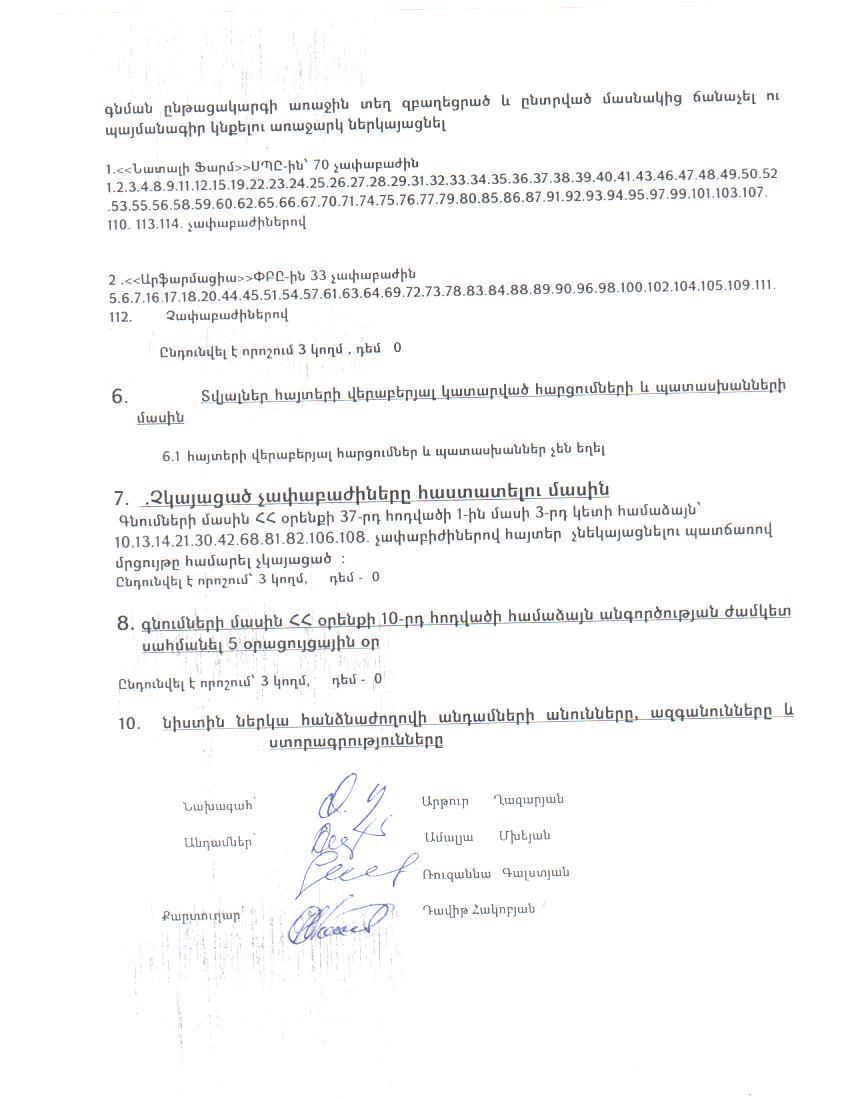 գնման ընթացակարգի առաջին տեղ զբաղեցրած և ընտրված մասնակից ճանաչել ու
պայմանագիր կնքելու առաջարկ ներկայացնել
1.<<Նատալի Ֆարմ>>ՍՊԸ-ին՝ 70 չափաբաժին
1.2.3.4.8.9.11.12.15.19.22.23.24.25.26.27.28.29.31.32.33.34.35.36.37.38.39.40.41.43.46.47.48.49.50.52
.53.55.56.58.59.60.62.65.66.67.70.71.74.75.76.77.79.80.85.86.87.91.92.93.94.95.97.99.101.103.107.
110. 113.114. չափաբաժիներով
2 .<<Արֆարմացիա>>ՓԲԸ-ին 33 չափաբաժին
5.6.7.16.17.18.20.44.45.51.54.57.61.63.64.69.72.73.78.83.84.88.89.90.96.98.100.102.104.105.109.111.
112. Չափաբաժիներով
Ընդունվել է որոշում 3 կողմ , դեմ 0
6. Տվյալներ հայտերի վերաբերյալ կատարված հարցումների և պատասխանների
մասին
6.1 հայտերի վերաբերյալ հարցումներ և պատասխաններ չեն եղել
7. .Չկայացած չափաբաժիները հաստատելու մասին
Գնումների մասին ՀՀ օրենքի 37-րդ հոդվածի 1-ին մասի 3-րդ կետի համաձայն՝
10.13.14.21.30.42.68.81.82.106.108. չափաբիժիներով հայտեր չնեկայացնելու պատճառով
մրցույթը համարել չկայացած :
Ընդունվել է որոշում՝ 3 կողմ, դեմ - 0
8. գնումների մասին ՀՀ օրենքի 10-րդ հոդվածի համաձայն անգործության ժամկետ
սահմանել 5 օրացույցային օր
Ընդունվել է որոշում՝ 3 կողմ, դեմ - 0
10. նիստին ներկա հանձնաժողովի անդամների անունները, ազգանունները և
ստորագրությունները
Նախագահ՝ Արթուր Ղազարյան
Անդամներ՝ Ամալյա Մխեյան
Ռուզաննա Գալստյան
Քարտուղար՝ Դավիթ Հակոբյան